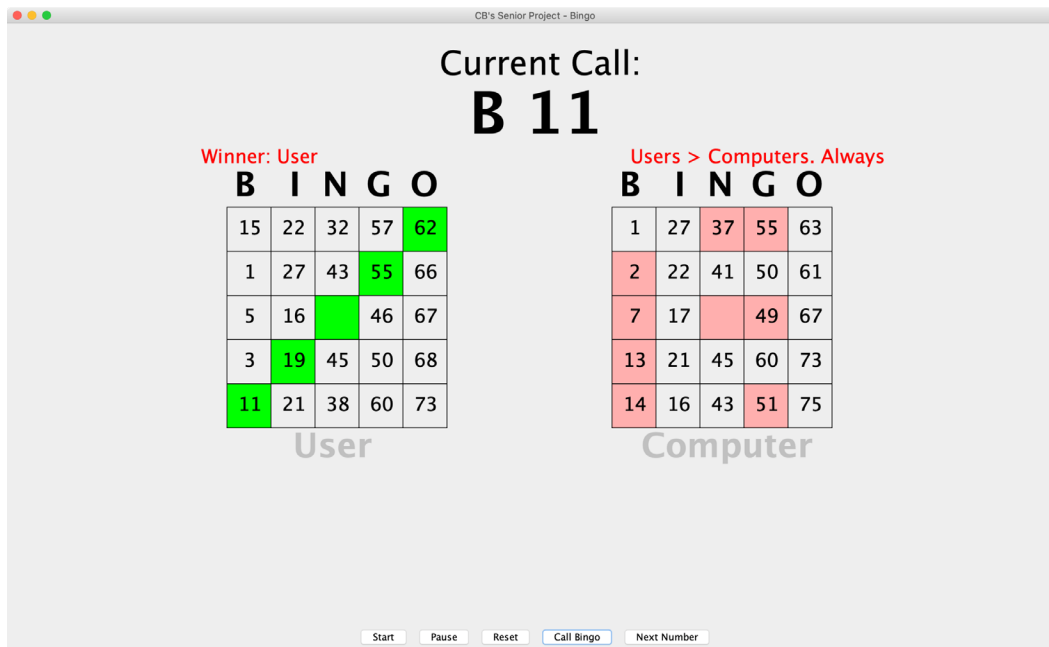 CB's Senior Project - Bingo
Current Call:
B 11
Winner: User
Users > Computers. Always
B I N G O
15 22 32 57 62
1 27 43 55 66
5 16 46 67
3 19 45 50 68
11 21 38 60 73
User
B I N G O
1 27 37 55 63
2 22 41 50 61
7 17 49 67
13 21 45 60 73
14 16 43 51 75
Computer
Start Pause Reset Call Bingo Next Number